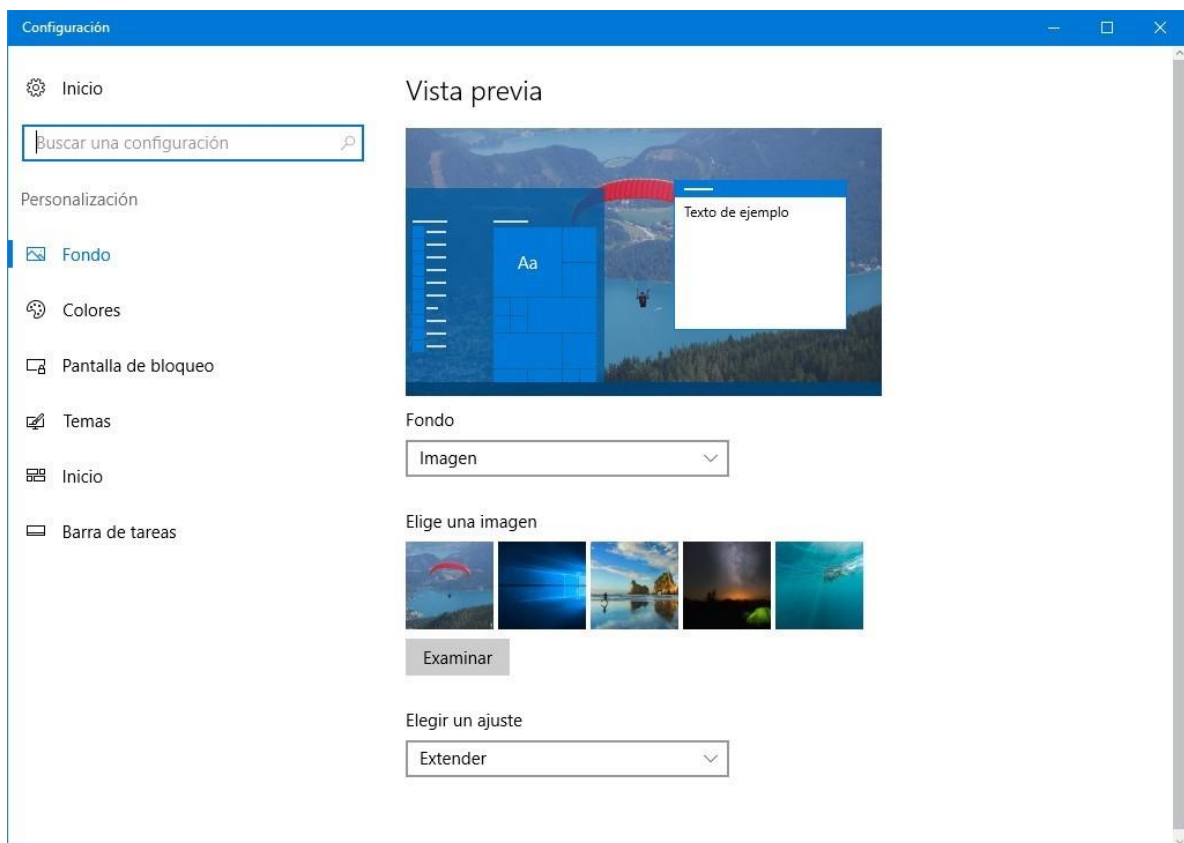 Configuración
Inicio
Buscar una configuración
Personalización
Fondo
Colores
Pantalla de bloqueo
Temas
Inicio
Barra de tareas
Vista previa
Aa
Texto de ejemplo
Fondo
Imagen
Elige una imagen
Examinar
Elegir un ajuste
Extender